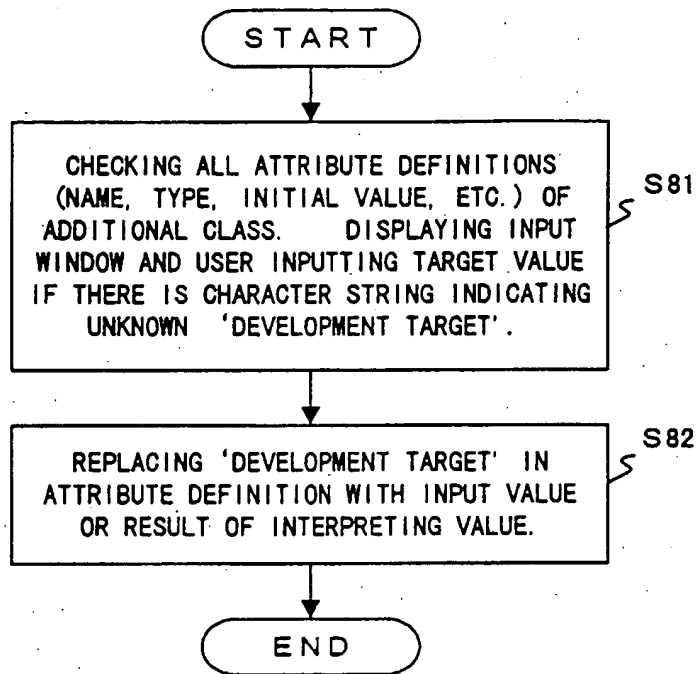 START
CHECKING ALL ATTRIBUTE DEFINITIONS
(NAME, TYPE, INITIAL VALUE, ETC.) OF
ADDITIONAL CLASS. DISPLAYING INPUT
WINDOW AND USER INPUTTING TARGET VALUE
IF THERE IS CHARACTER STRING INDICATING
UNKNOWN 'DEVELOPMENT TARGET'.
S81
REPLACING 'DEVELOPMENT TARGET' IN
ATTRIBUTE DEFINITION WITH INPUT VALUE
OR RESULT OF INTERPRETING VALUE.
S82
END